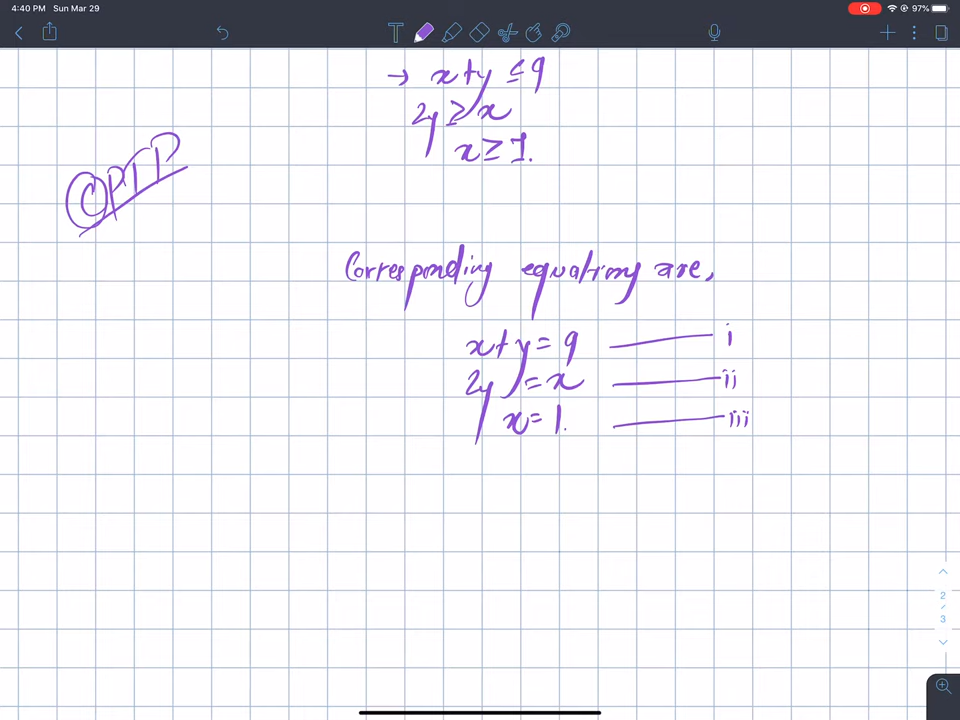 4:40 PM Sun Mar 29 97%
→ x+y ≤ 9
2y ≥ x
x ≥ 1.
Corresponding equations are,
x+y = 9 ——— i
2y = x ——— ii
x = 1. ——— iii
2
/
3